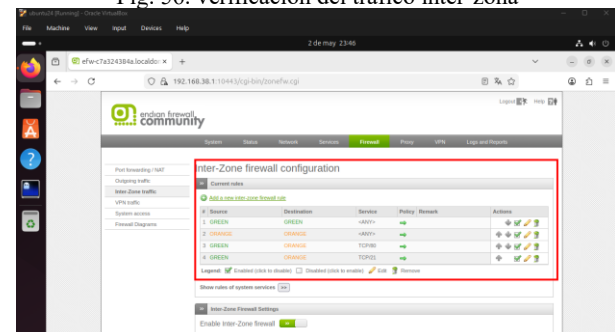 Fig. 50. verificación del tráfico inter-zona
ubuntu24 [Running] - Oracle VirtualBox
File Machine View Input Devices Help
2 de may 23:46
efw-c7a324384a.localdor × +
192.168.38.1:10443/cgi-bin/zonefw.cgi
endian firewall
community
Logout Help
System Status Network Services Firewall Proxy VPN Logs and Reports
Port forwarding / NAT
Outgoing traffic
Inter-Zone traffic
VPN traffic
System access
Firewall Diagrams
Inter-Zone firewall configuration
Current rules
Add a new inter-zone firewall rule
# Source Destination Service Policy Remark Actions
1 GREEN GREEN <ANY>
2 ORANGE ORANGE <ANY>
3 GREEN ORANGE TCP/80
4 GREEN ORANGE TCP/21
Legend: Enabled (click to disable) Disabled (click to enable) Edit Remove
Show rules of system services >>
Inter-Zone Firewall Settings
Enable Inter-Zone firewall